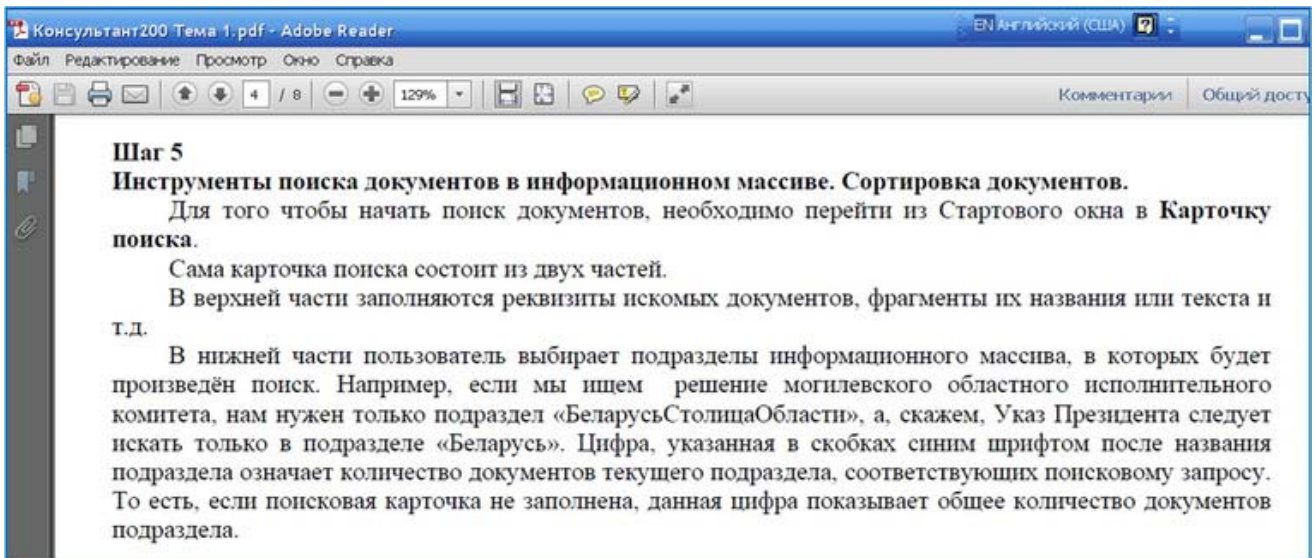 Консультант200 Тема 1.pdf - Adobe Reader
EN Английский (США)
Файл Редактирование Просмотр Окно Справка
4 / 8 129% Комментарии Общий досту
Шаг 5
Инструменты поиска документов в информационном массиве. Сортировка документов.
Для того чтобы начать поиск документов, необходимо перейти из Стартового окна в Карточку
поиска.
Сама карточка поиска состоит из двух частей.
В верхней части заполняются реквизиты искомых документов, фрагменты их названия или текста и
т.д.
В нижней части пользователь выбирает подразделы информационного массива, в которых будет
произведён поиск. Например, если мы ищем решение могилевского областного исполнительного
комитета, нам нужен только подраздел «БеларусьСтолицаОбласти», а, скажем, Указ Президента следует
искать только в подразделе «Беларусь». Цифра, указанная в скобках синим шрифтом после названия
подраздела означает количество документов текущего подраздела, соответствующих поисковому запросу.
То есть, если поисковая карточка не заполнена, данная цифра показывает общее количество документов
подраздела.